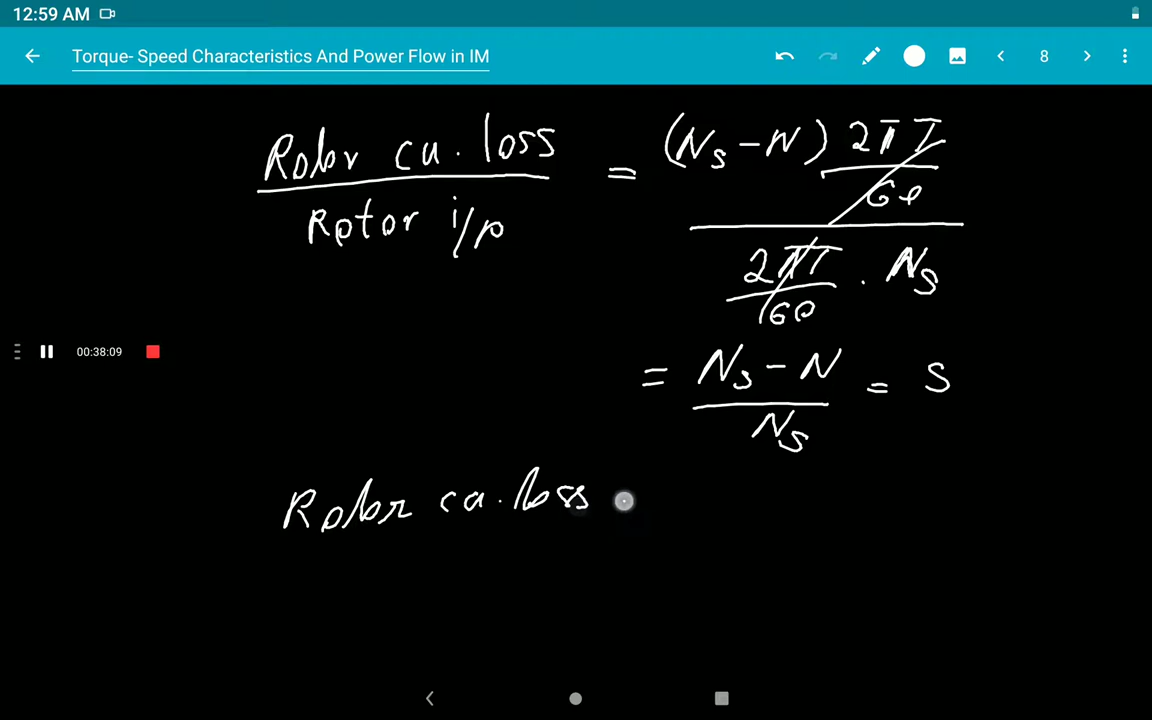 12:59 AM
Torque- Speed Characteristics And Power Flow in IM
8
Rotor cu. loss / Rotor i/p = (Ns - N) 2πT/60 / 2πT/60 . Ns
00:38:09
= Ns - N / Ns = s
Rotor cu. loss